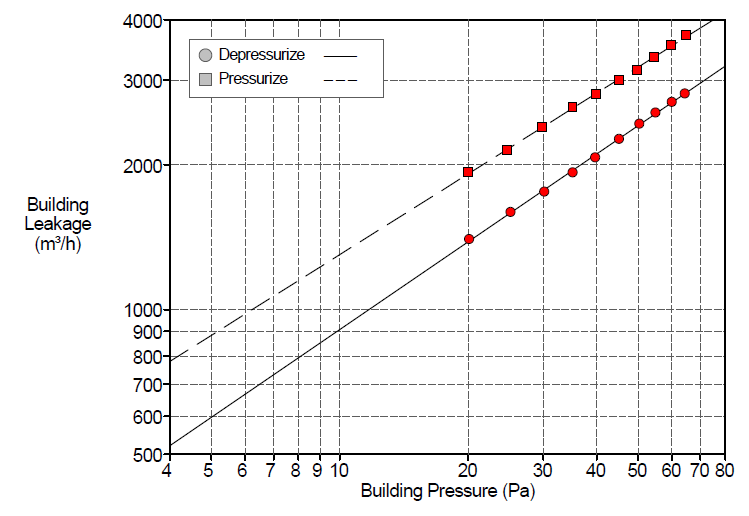 4000
3000
2000
1000
900
800
700
600
500
Depressurize
Pressurize
Building
Leakage
(m³/h)
4 5 6 7 8 9 10 20 30 40 50 60 70 80
Building Pressure (Pa)